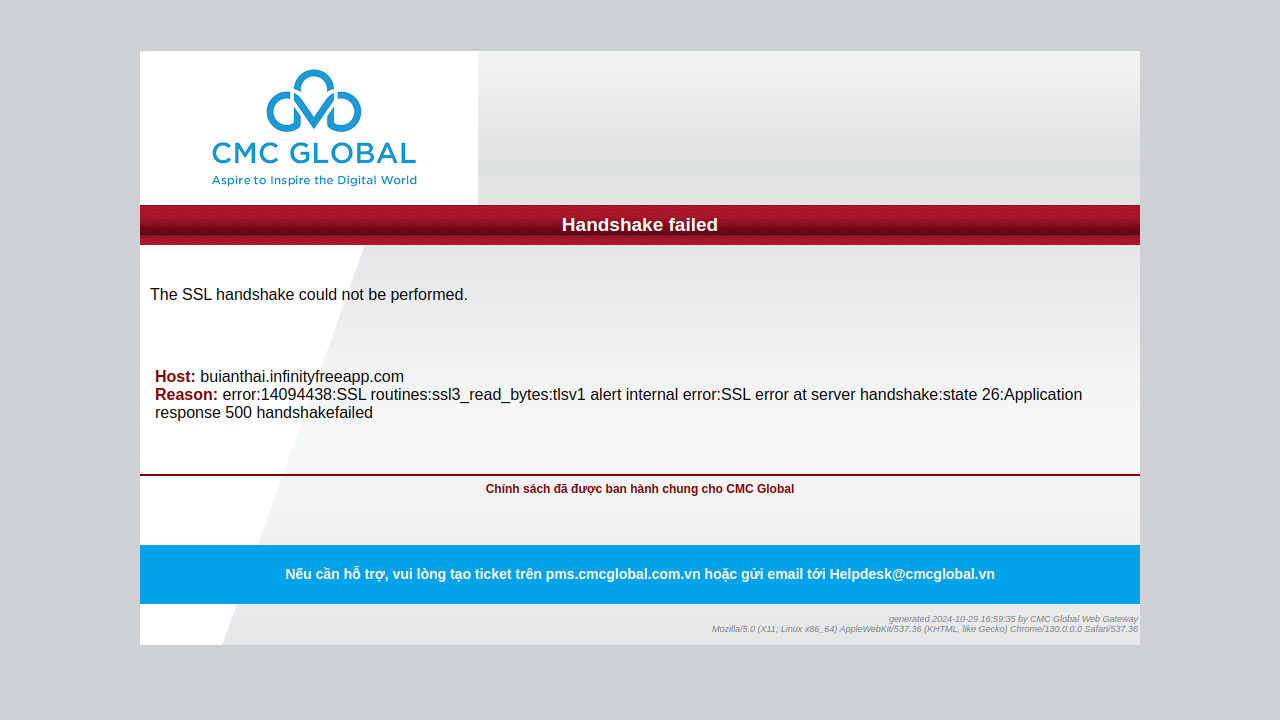 CMC GLOBAL
Aspire to Inspire the Digital World
Handshake failed
The SSL handshake could not be performed.
Host: buianthai.infinityfreeapp.com
Reason: error:14094438:SSL routines:ssl3_read_bytes:tlsv1 alert internal error:SSL error at server handshake:state 26:Application
response 500 handshakefailed
Chính sách đã được ban hành chung cho CMC Global
Nếu cần hỗ trợ, vui lòng tạo ticket trên pms.cmcglobal.com.vn hoặc gửi email tới Helpdesk@cmcglobal.vn
generated 2024-10-29 16:59:35 by CMC Global Web Gateway
Mozilla/5.0 (X11; Linux x86_64) AppleWebKit/537.36 (KHTML, like Gecko) Chrome/130.0.0.0 Safari/537.36